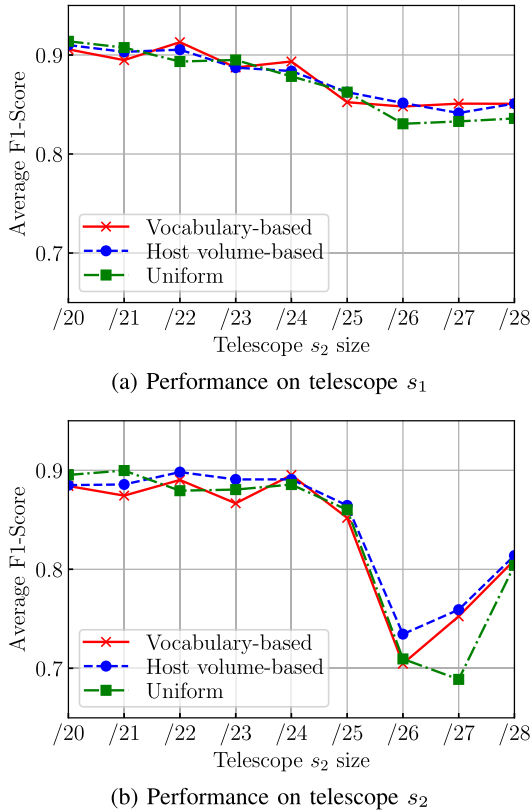 0.9
0.8
0.7
Average F1-Score
Vocabulary-based
Host volume-based
Uniform
/20 /21 /22 /23 /24 /25 /26 /27 /28
Telescope s₂ size
(a) Performance on telescope s₁
0.9
0.8
0.7
Average F1-Score
Vocabulary-based
Host volume-based
Uniform
/20 /21 /22 /23 /24 /25 /26 /27 /28
Telescope s₂ size
(b) Performance on telescope s₂